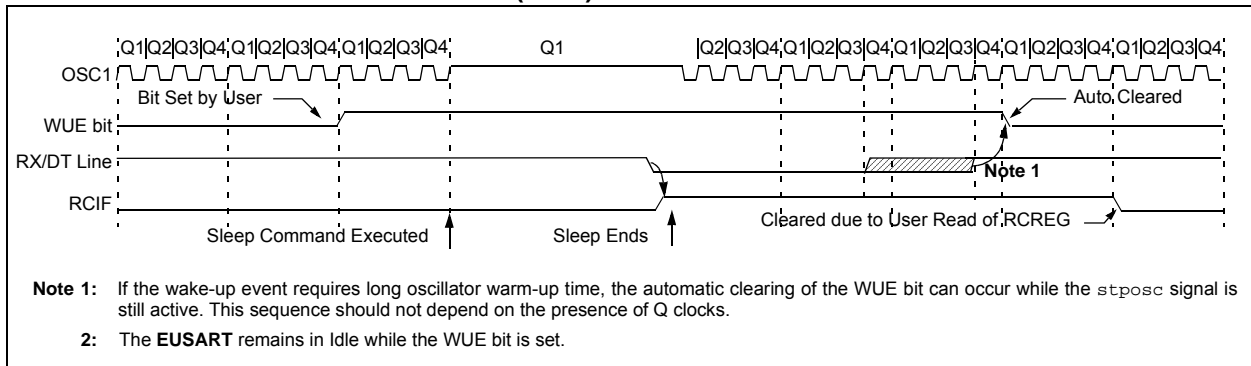 Q1|Q2|Q3|Q4 Q1|Q2|Q3|Q4 Q1|Q2|Q3|Q4 Q1 |Q2|Q3|Q4 Q1|Q2|Q3|Q4 Q1|Q2|Q3|Q4 Q1|Q2|Q3|Q4 Q1|Q2|Q3|Q4
OSC1
Bit Set by User
Auto Cleared
WUE bit
RX/DT Line
Note 1
RCIF
Cleared due to User Read of RCREG
Sleep Command Executed
Sleep Ends
Note 1: If the wake-up event requires long oscillator warm-up time, the automatic clearing of the WUE bit can occur while the stposc signal is
still active. This sequence should not depend on the presence of Q clocks.
2: The EUSART remains in Idle while the WUE bit is set.